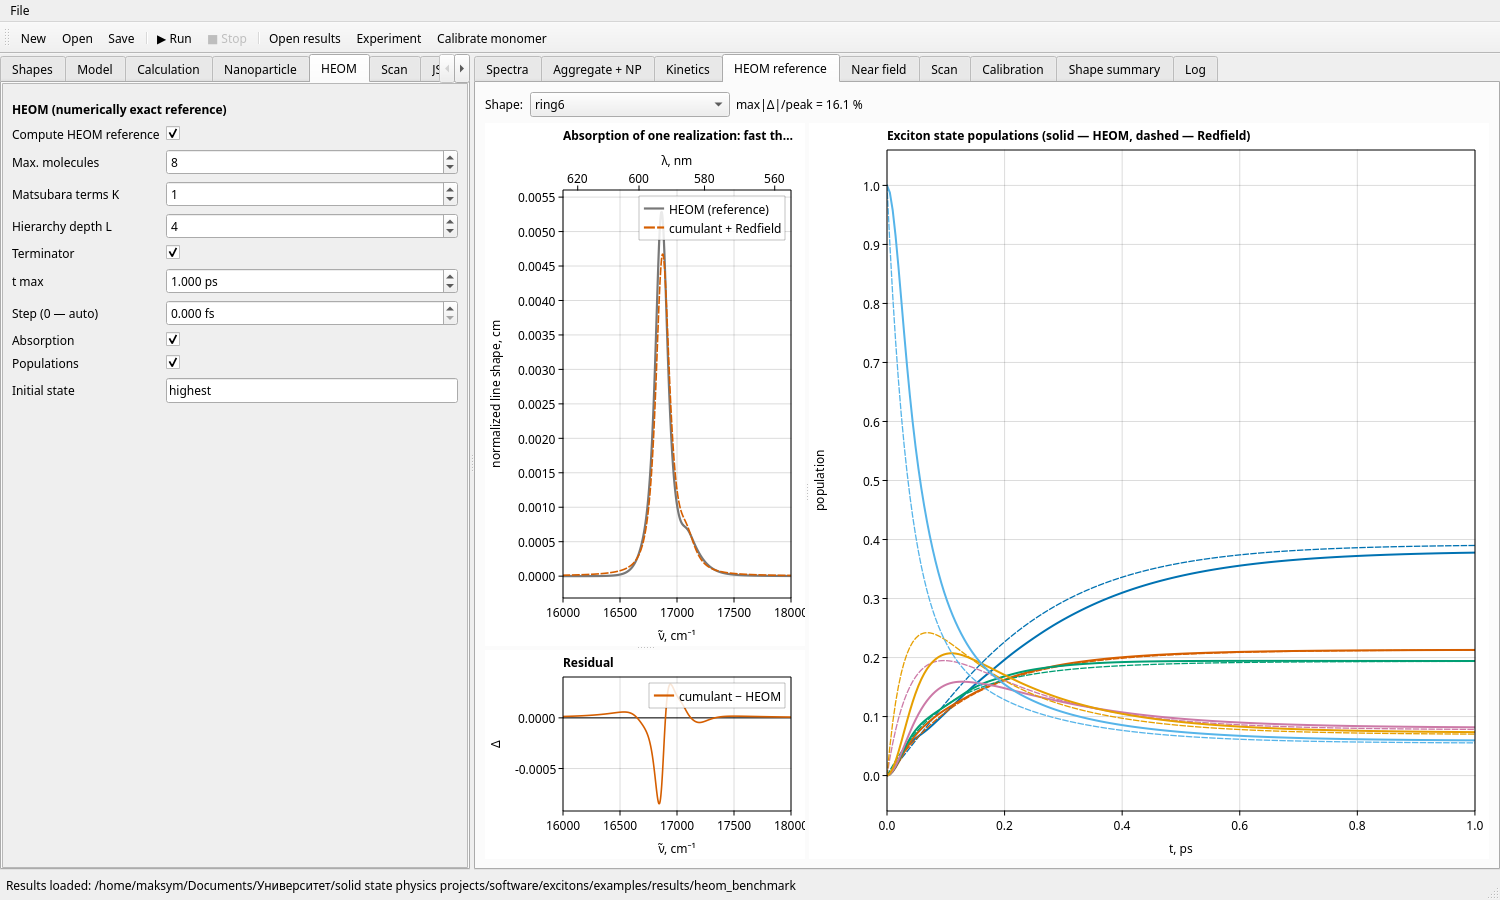 File
New Open Save ▶ Run ■ Stop Open results Experiment Calibrate monomer
Shapes Model Calculation Nanoparticle HEOM Scan
Spectra Aggregate + NP Kinetics HEOM reference Near field Scan Calibration Shape summary Log
HEOM (numerically exact reference)
Compute HEOM reference
Max. molecules 8
Matsubara terms K 1
Hierarchy depth L 4
Terminator
t max 1.000 ps
Step (0 — auto) 0.000 fs
Absorption
Populations
Initial state highest
Shape: ring6 max|Δ|/peak = 16.1 %
Absorption of one realization: fast th...
λ, nm
620 600 580 560
0.0055
0.0050
0.0045
0.0040
0.0035
0.0030
0.0025
0.0020
0.0015
0.0010
0.0005
0.0000
normalized line shape, cm
HEOM (reference)
cumulant + Redfield
16000 16500 17000 17500 18000
ṽ, cm⁻¹
Residual
cumulant − HEOM
0.0000
-0.0005
Δ
16000 16500 17000 17500 18000
ṽ, cm⁻¹
Exciton state populations (solid — HEOM, dashed — Redfield)
1.0
0.9
0.8
0.7
0.6
0.5
0.4
0.3
0.2
0.1
0.0
population
0.0 0.2 0.4 0.6 0.8 1.0
t, ps
Results loaded: /home/maksym/Documents/Университет/solid state physics projects/software/excitons/examples/results/heom_benchmark